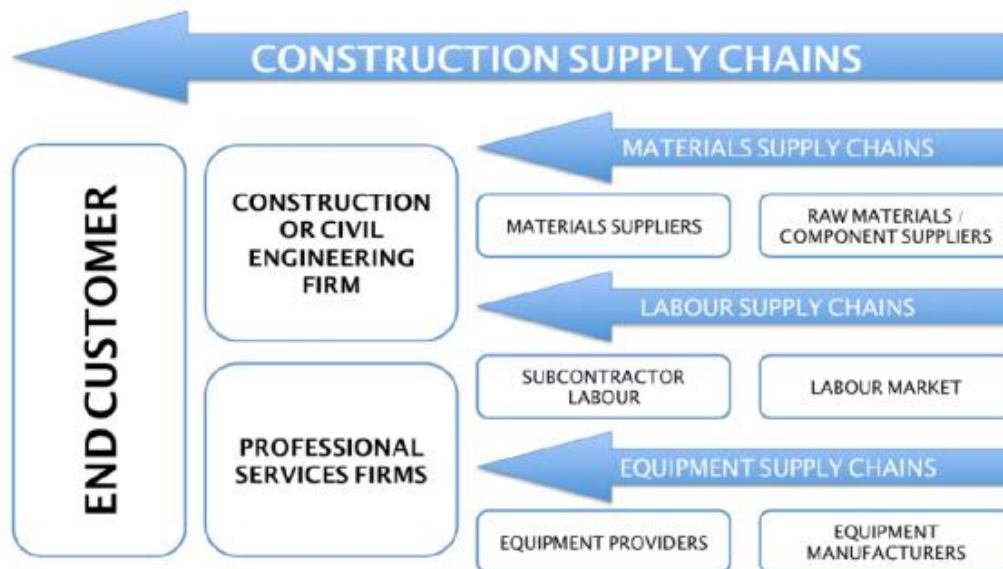 CONSTRUCTION SUPPLY CHAINS
END CUSTOMER
CONSTRUCTION
OR CIVIL
ENGINEERING
FIRM
PROFESSIONAL
SERVICES FIRMS
MATERIALS SUPPLY CHAINS
MATERIALS SUPPLIERS
RAW MATERIALS /
COMPONENT SUPPLIERS
LABOUR SUPPLY CHAINS
SUBCONTRACTOR
LABOUR
LABOUR MARKET
EQUIPMENT SUPPLY CHAINS
EQUIPMENT PROVIDERS
EQUIPMENT
MANUFACTURERS